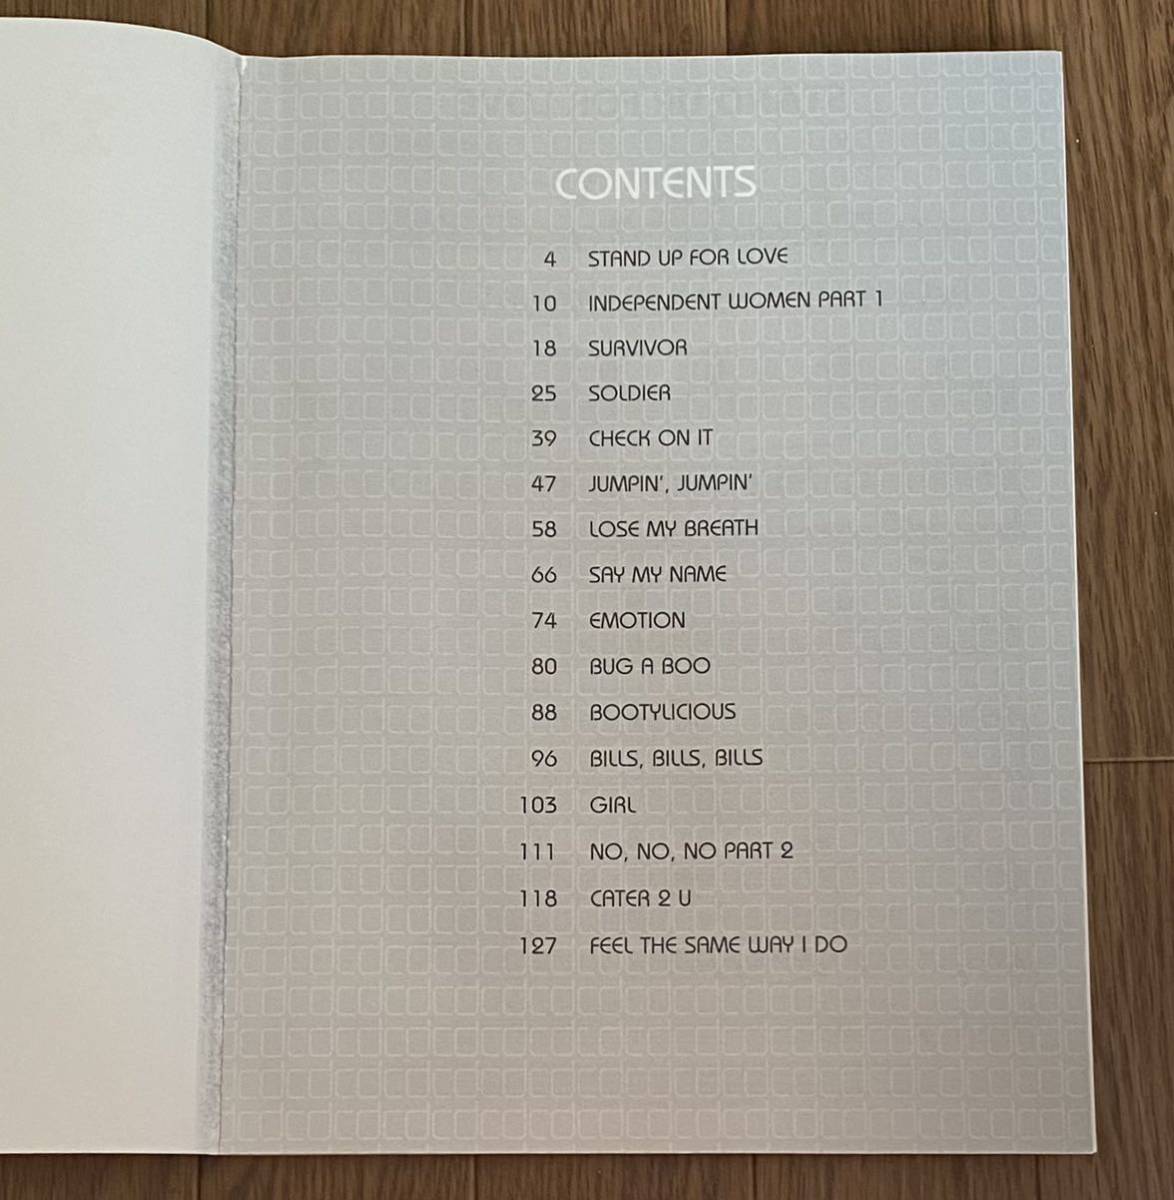 CONTENTS
4 STAND UP FOR LOVE
10 INDEPENDENT WOMEN PART 1
18 SURVIVOR
25 SOLDIER
39 CHECK ON IT
47 JUMPIN', JUMPIN'
58 LOSE MY BREATH
66 SAY MY NAME
74 EMOTION
80 BUG A BOO
88 BOOTYLICIOUS
96 BILLS, BILLS, BILLS
103 GIRL
111 NO, NO, NO PART 2
118 CATER 2 U
127 FEEL THE SAME WAY I DO